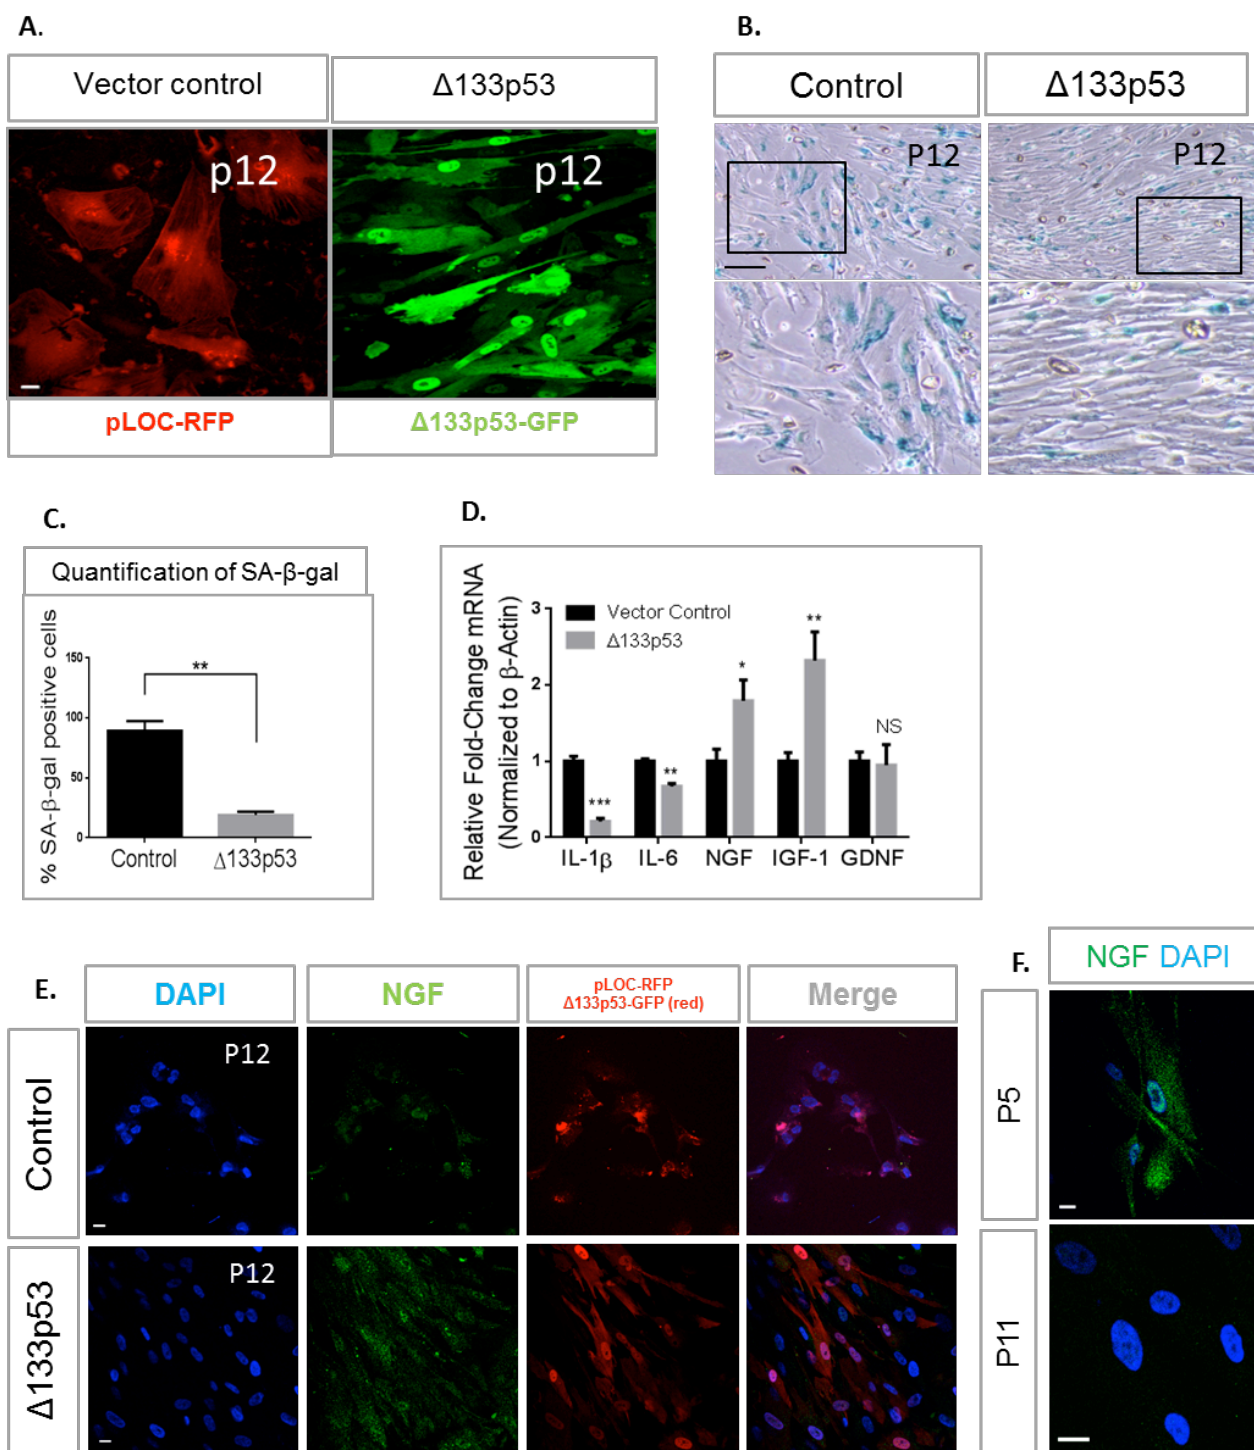 A.
Vector control
Δ133p53
p12
p12
pLOC-RFP
Δ133p53-GFP
B.
Control
Δ133p53
P12
P12
C.
Quantification of SA-β-gal
% SA-β-gal positive cells
150
100
50
0
**
Control
Δ133p53
D.
Relative Fold-Change mRNA
(Normalized to β-Actin)
3
2
1
0
Vector Control
Δ133p53
***
**
*
**
NS
IL-1β
IL-6
NGF
IGF-1
GDNF
E.
DAPI
NGF
pLOC-RFP
Δ133p53-GFP (red)
Merge
Control
P12
Δ133p53
P12
F.
NGF DAPI
P5
P11